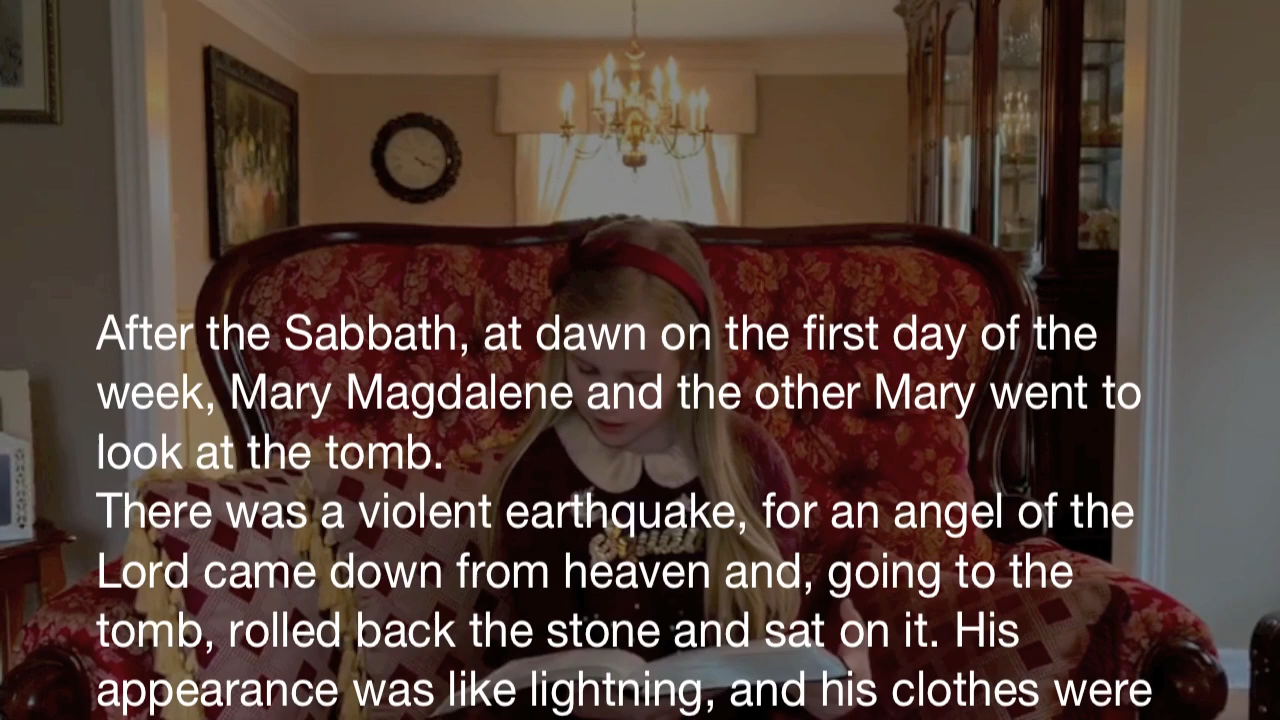 After the Sabbath, at dawn on the first day of the
week, Mary Magdalene and the other Mary went to
look at the tomb.
There was a violent earthquake, for an angel of the
Lord came down from heaven and, going to the
tomb, rolled back the stone and sat on it. His
appearance was like lightning, and his clothes were